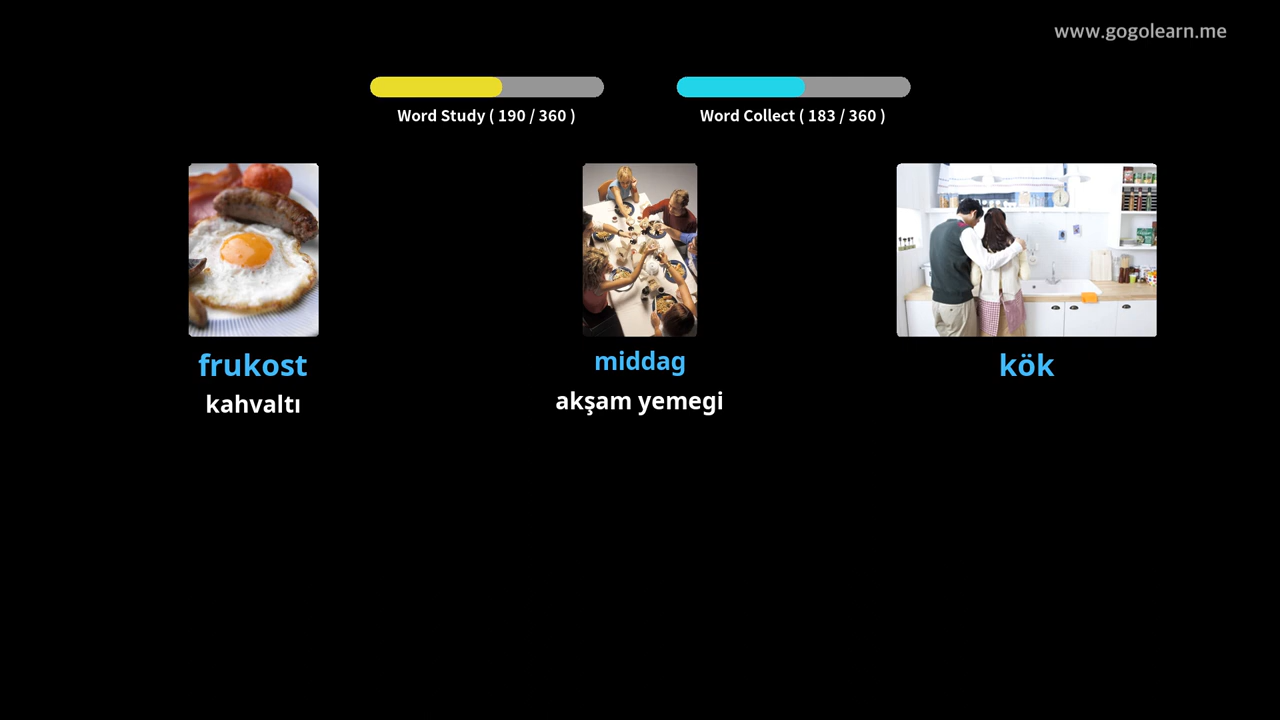 www.gogolearn.me
Word Study ( 190 / 360 )
Word Collect ( 183 / 360 )
frukost
kahvaltı
middag
akşam yemegi
kök